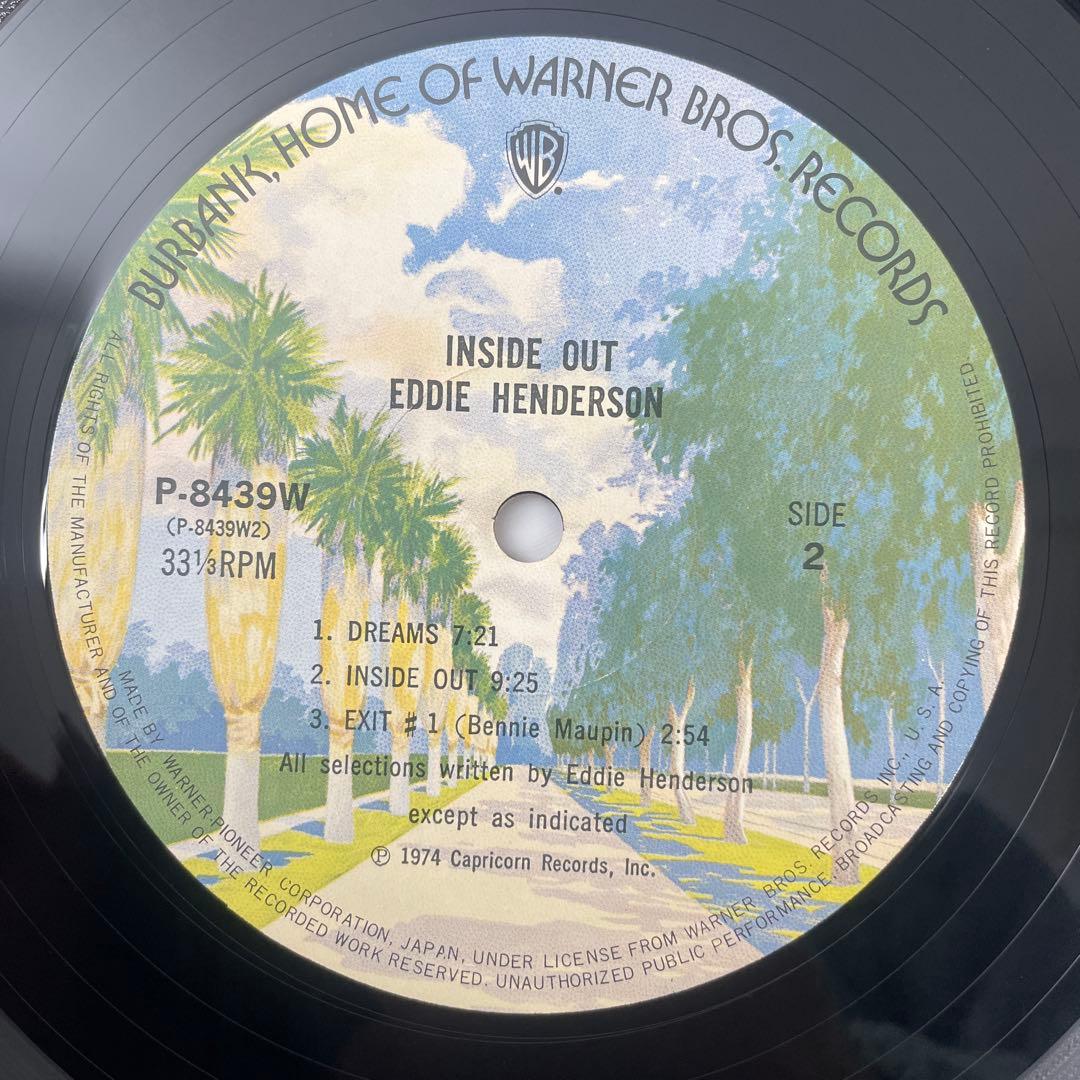 BURBANK, HOME OF WARNER BROS. RECORDS
WB
INSIDE OUT
EDDIE HENDERSON
P-8439W
(P-8439W2)
33⅓RPM
SIDE
2
1. DREAMS 7:21
2. INSIDE OUT 9:25
3. EXIT #1 (Bennie Maupin) 2:54
All selections written by Eddie Henderson
except as indicated
℗ 1974 Capricorn Records, Inc.
MADE BY WARNER-PIONEER CORPORATION, JAPAN, UNDER LICENSE FROM WARNER BROS. RECORDS INC., U. S. A.
ALL RIGHTS OF THE MANUFACTURER AND OF THE OWNER OF THE RECORDED WORK RESERVED. UNAUTHORIZED PUBLIC PERFORMANCE BROADCASTING AND COPYING OF THIS RECORD PROHIBITED